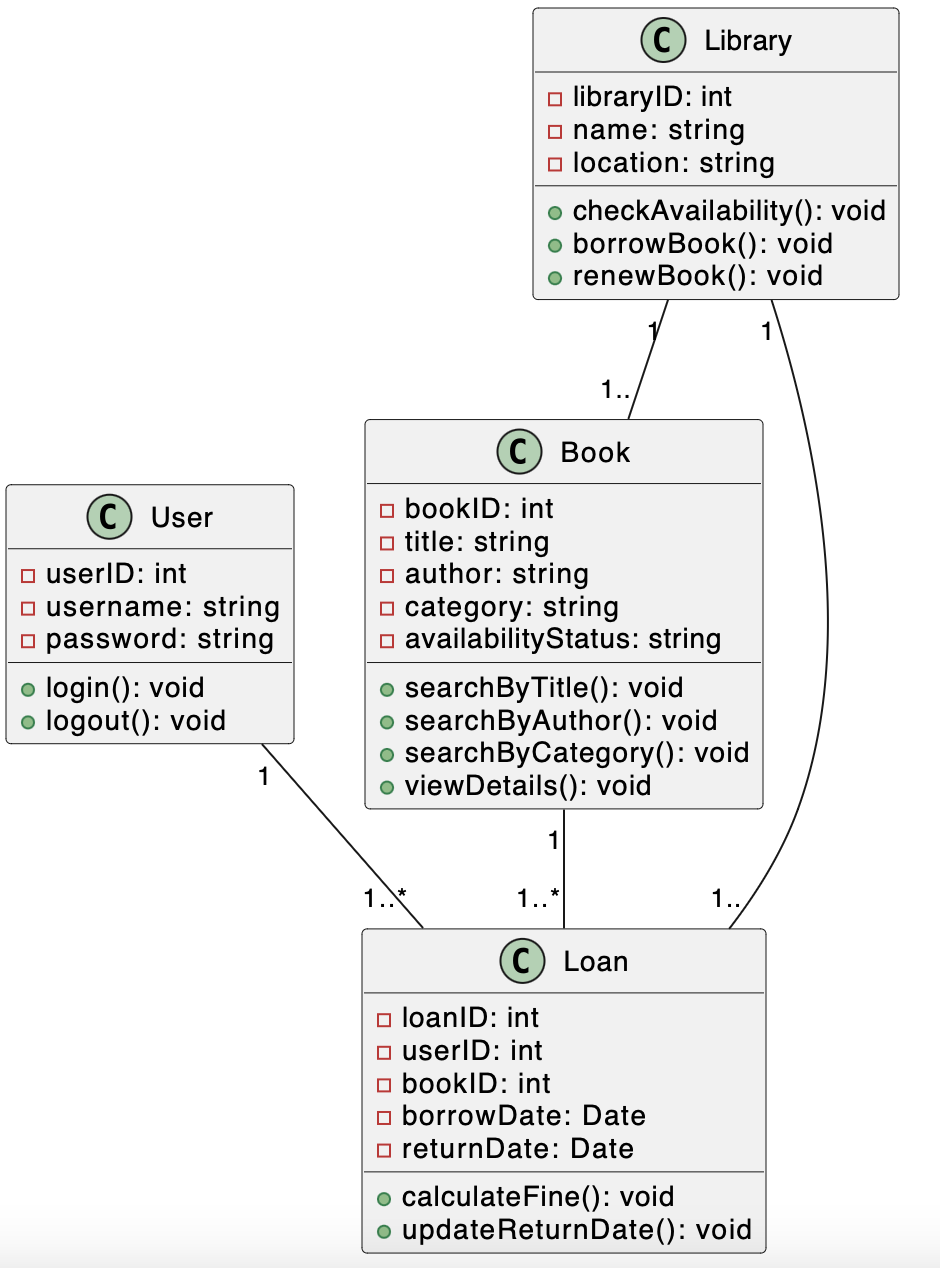 C Library
libraryID: int
name: string
location: string
checkAvailability(): void
borrowBook(): void
renewBook(): void
1
1
1..
C Book
bookID: int
title: string
author: string
category: string
availabilityStatus: string
searchByTitle(): void
searchByAuthor(): void
searchByCategory(): void
viewDetails(): void
C User
userID: int
username: string
password: string
login(): void
logout(): void
1
1
1..*
1..*
1..
C Loan
loanID: int
userID: int
bookID: int
borrowDate: Date
returnDate: Date
calculateFine(): void
updateReturnDate(): void